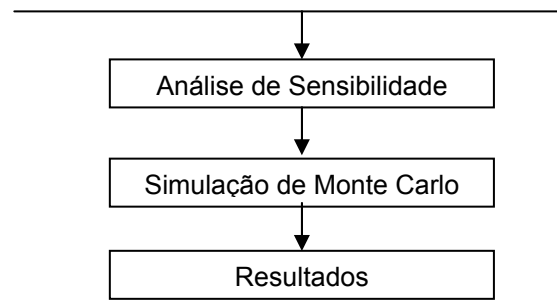 Análise de Sensibilidade
Simulação de Monte Carlo
Resultados